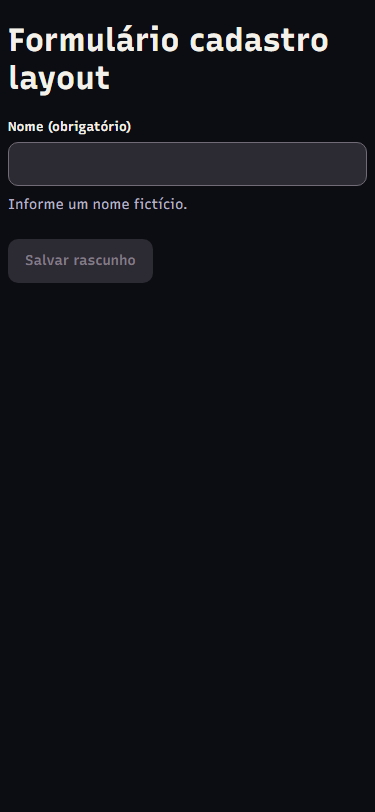 Formulário cadastro
layout
Nome (obrigatório)
Informe um nome fictício.
Salvar rascunho